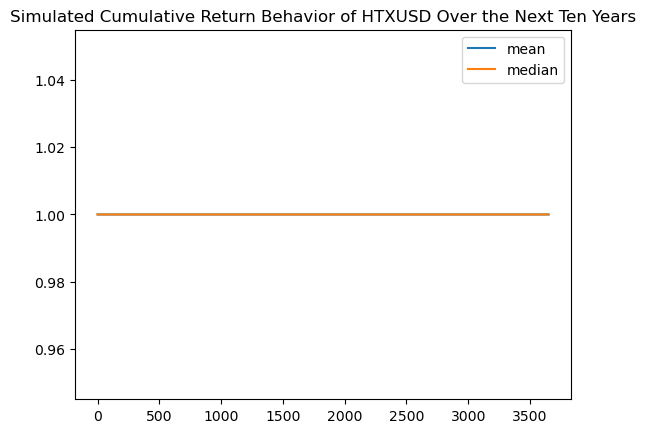 Simulated Cumulative Return Behavior of HTXUSD Over the Next Ten Years
mean
median
1.04
1.02
1.00
0.98
0.96
0 500 1000 1500 2000 2500 3000 3500